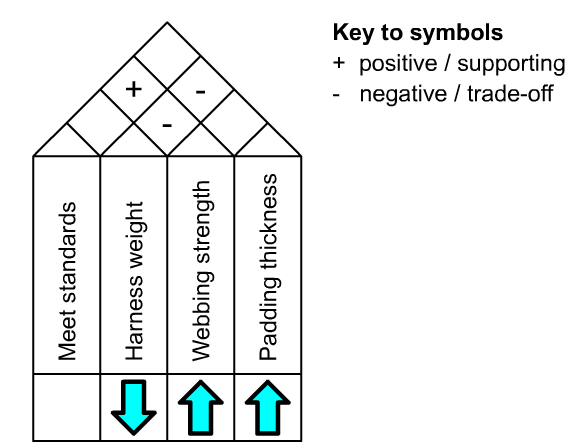 Key to symbols
+ positive / supporting
- negative / trade-off
+
-
-
Meet standards
Harness weight
Webbing strength
Padding thickness